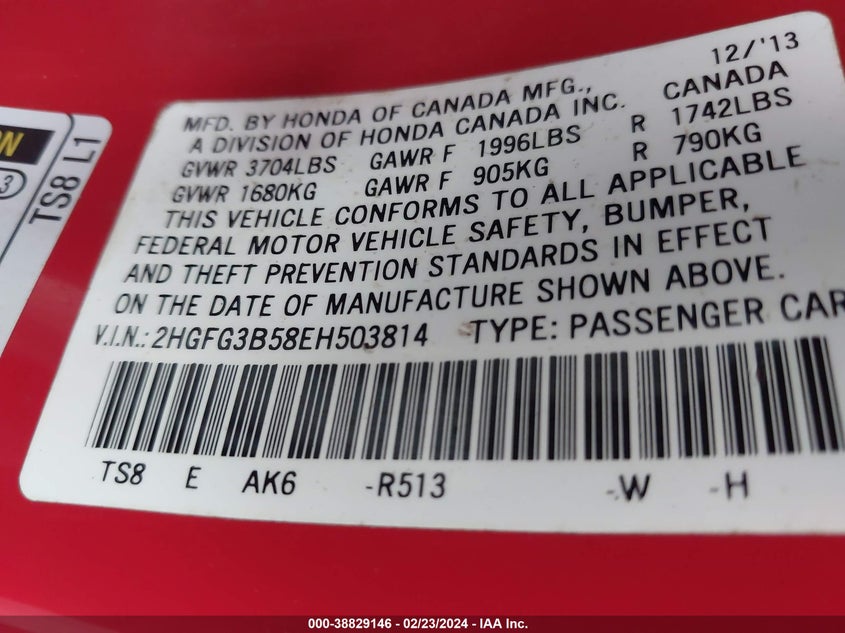 12/'13
MFD. BY HONDA OF CANADA MFG.,
A DIVISION OF HONDA CANADA INC. CANADA
GVWR 3704LBS GAWR F 1996LBS R 1742LBS
GVWR 1680KG GAWR F 905KG R 790KG
THIS VEHICLE CONFORMS TO ALL APPLICABLE
FEDERAL MOTOR VEHICLE SAFETY, BUMPER,
AND THEFT PREVENTION STANDARDS IN EFFECT
ON THE DATE OF MANUFACTURE SHOWN ABOVE.
V.I.N.: 2HGFG3B58EH503814 TYPE: PASSENGER CAR
TS8 E AK6 -R513 -W -H
TS8 L1
3
000-38829146 - 02/23/2024 - IAA Inc.